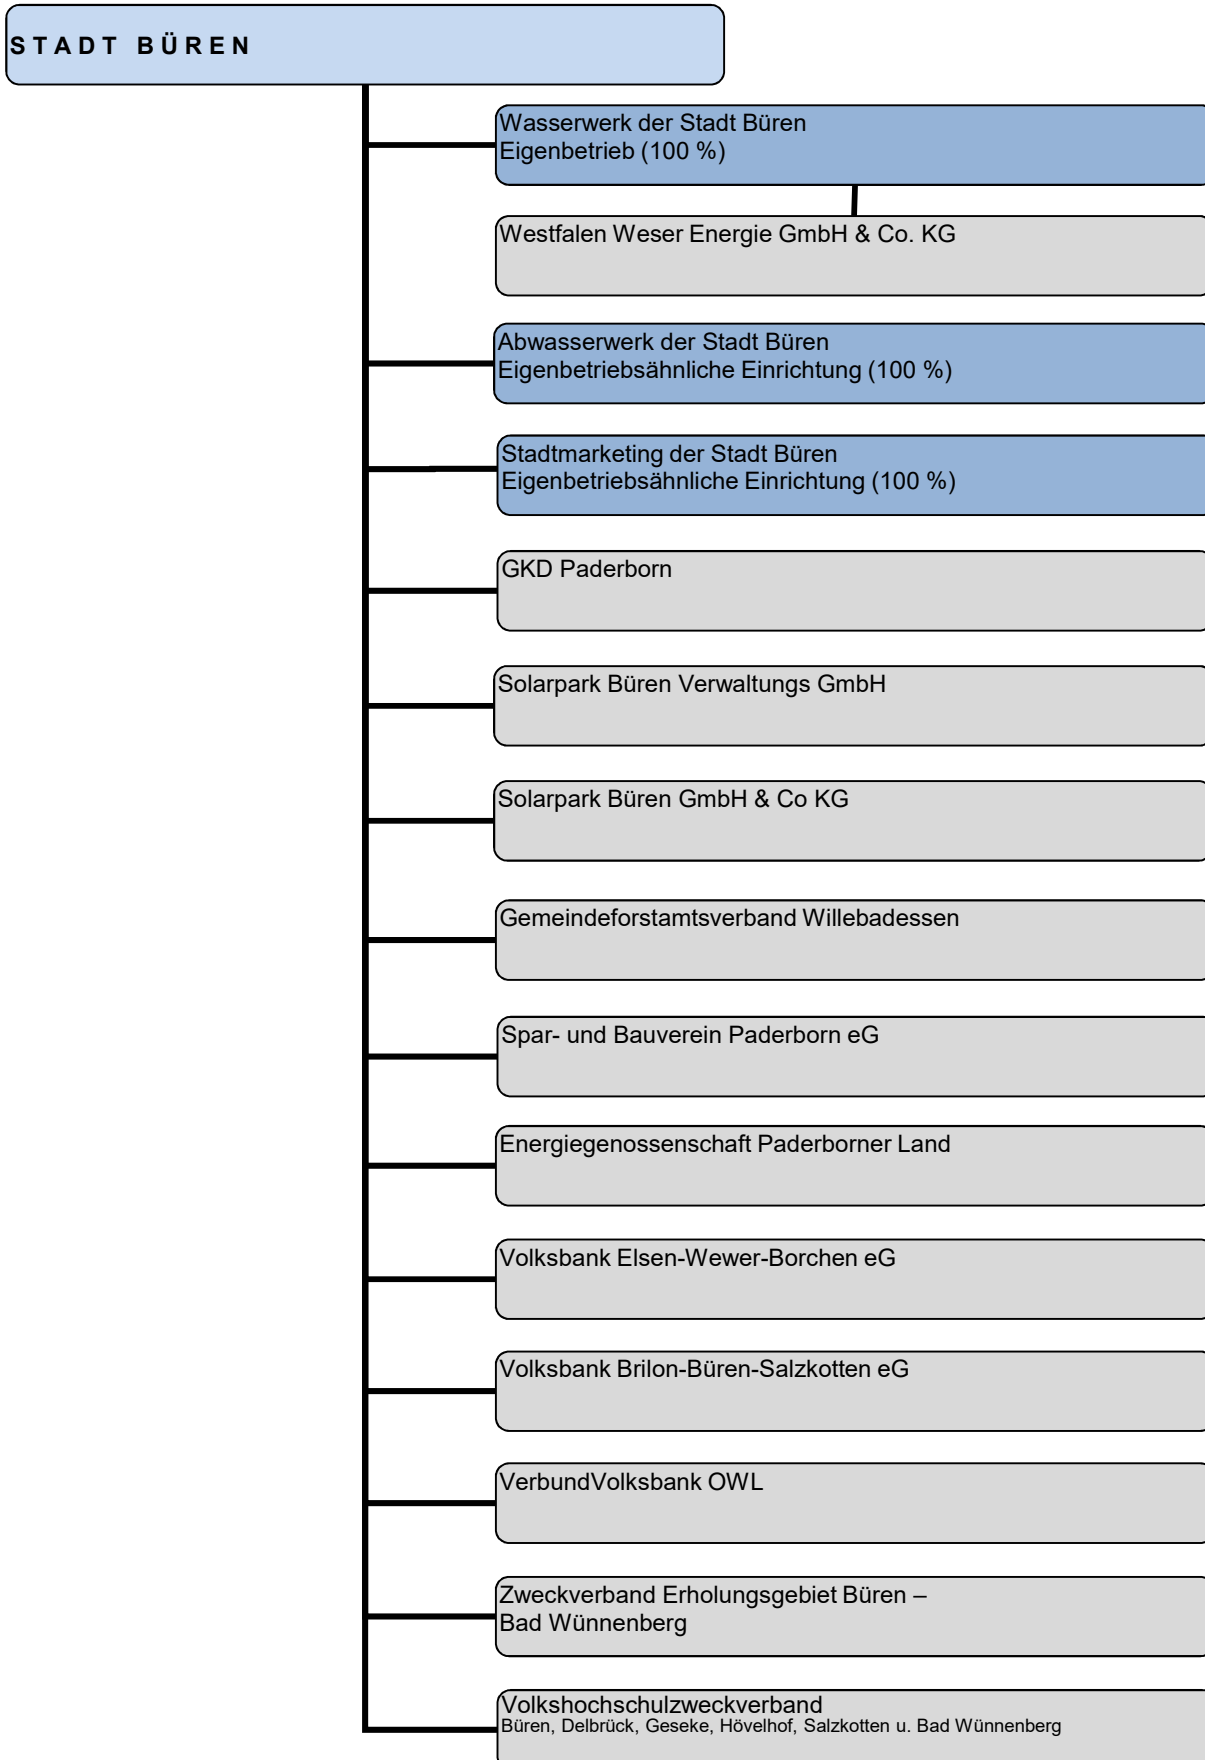 STADT BÜREN
Wasserwerk der Stadt Büren
Eigenbetrieb (100 %)
Westfalen Weser Energie GmbH & Co. KG
Abwasserwerk der Stadt Büren
Eigenbetriebsähnliche Einrichtung (100 %)
Stadtmarketing der Stadt Büren
Eigenbetriebsähnliche Einrichtung (100 %)
GKD Paderborn
Solarpark Büren Verwaltungs GmbH
Solarpark Büren GmbH & Co KG
Gemeindeforstamtsverband Willebadessen
Spar- und Bauverein Paderborn eG
Energiegenossenschaft Paderborner Land
Volksbank Elsen-Wewer-Borchen eG
Volksbank Brilon-Büren-Salzkotten eG
VerbundVolksbank OWL
Zweckverband Erholungsgebiet Büren –
Bad Wünnenberg
Volkshochschulzweckverband
Büren, Delbrück, Geseke, Hövelhof, Salzkotten u. Bad Wünnenberg